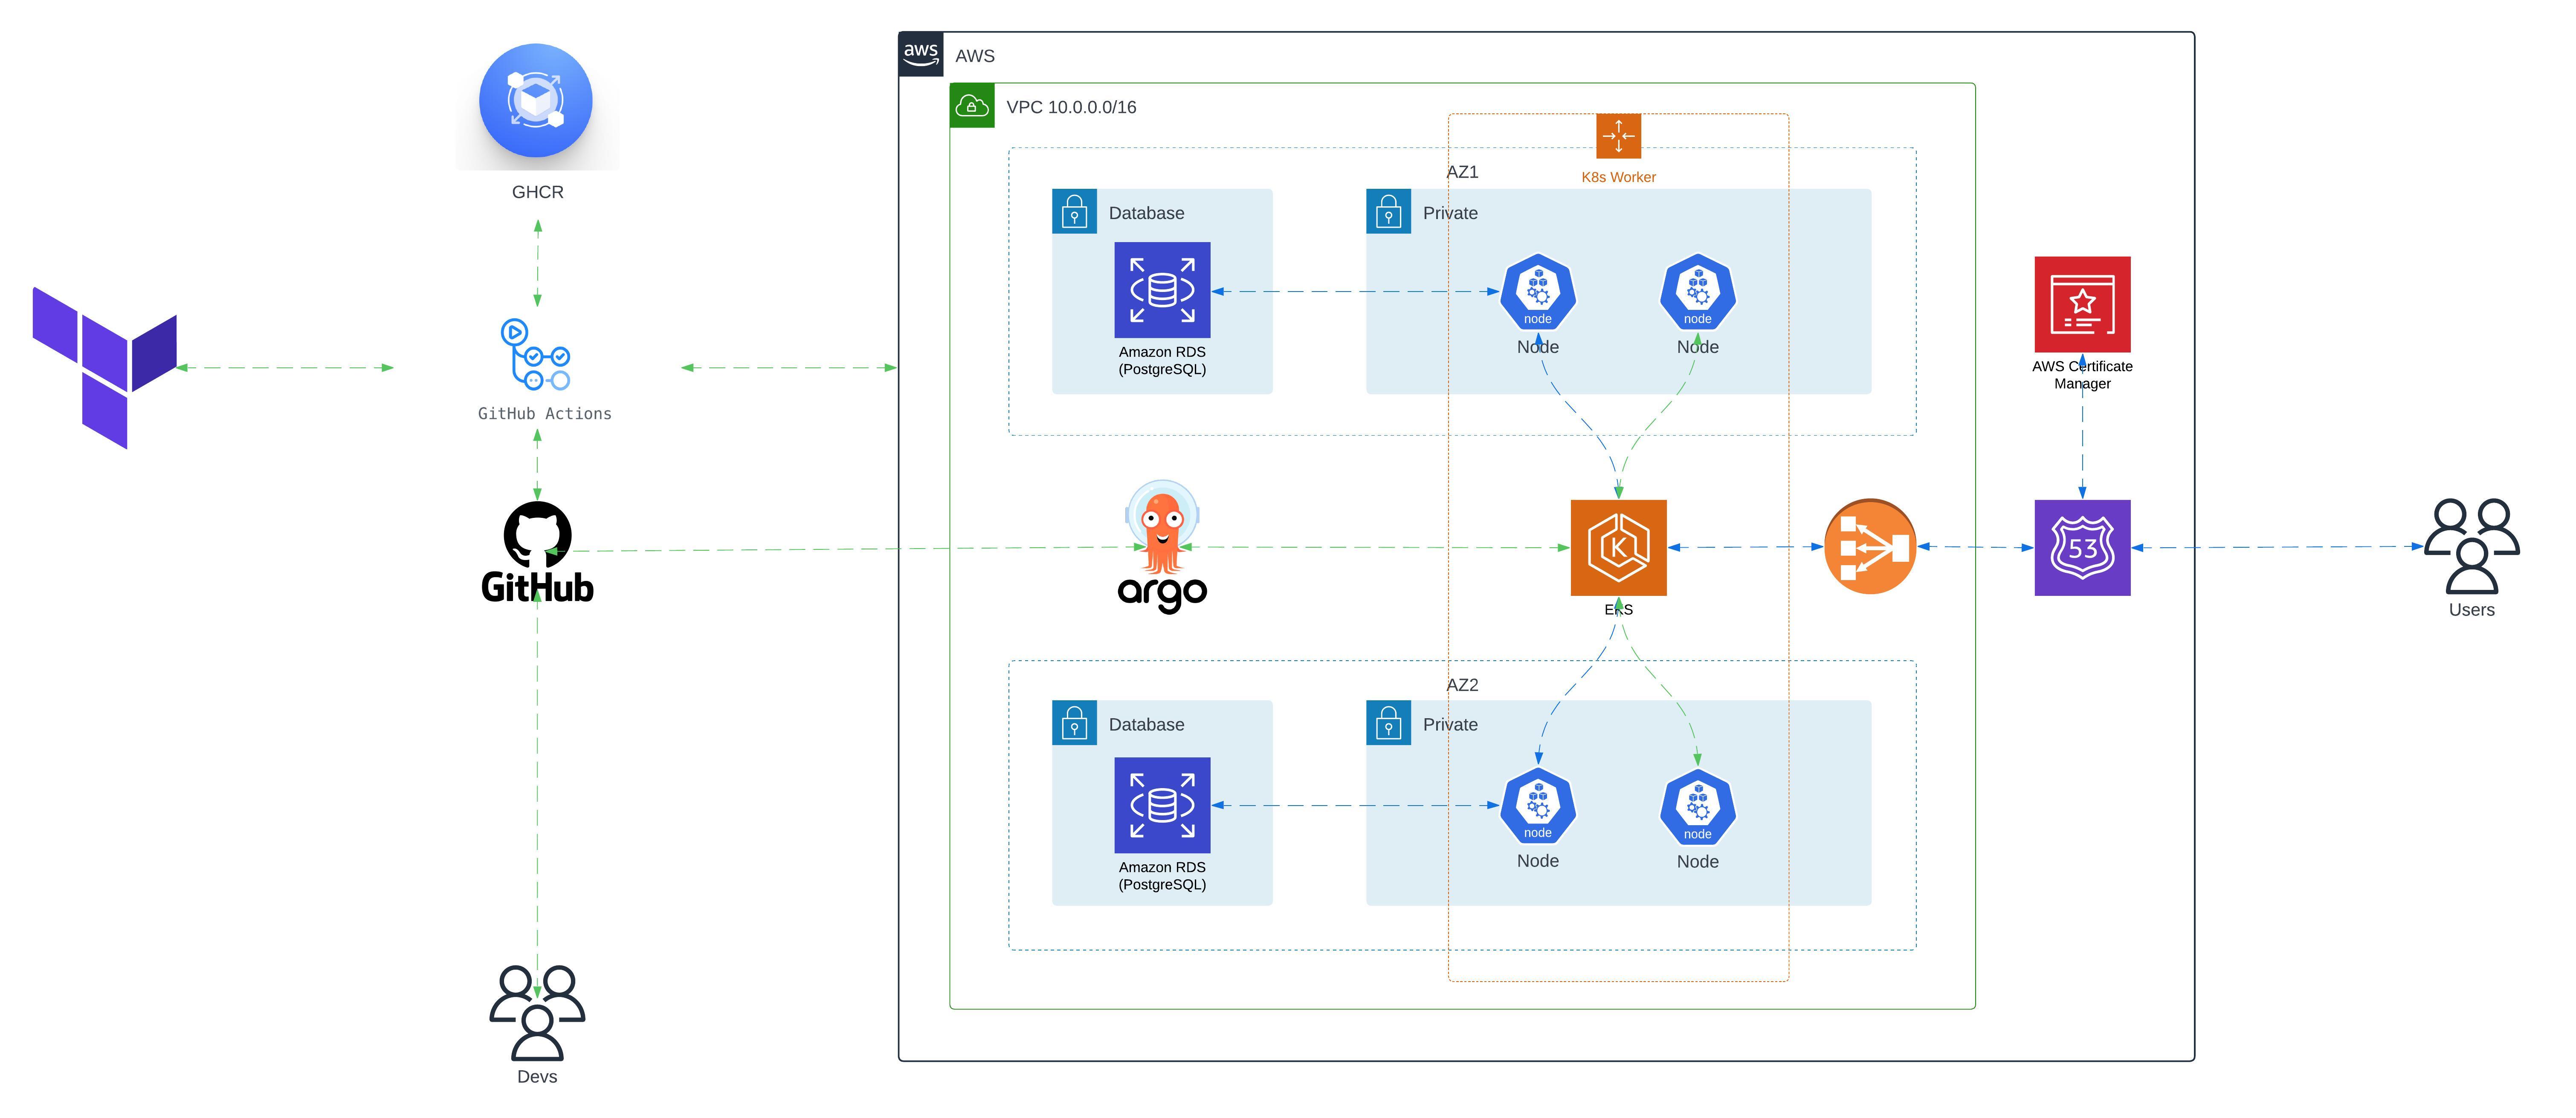 GHCR
GitHub Actions
GitHub
Devs
aws
AWS
VPC 10.0.0.0/16
K8s Worker
AZ1
Database
Amazon RDS
(PostgreSQL)
Private
node
Node
node
Node
argo
K
EKS
AZ2
Database
Amazon RDS
(PostgreSQL)
Private
node
Node
node
Node
AWS Certificate
Manager
53
Users